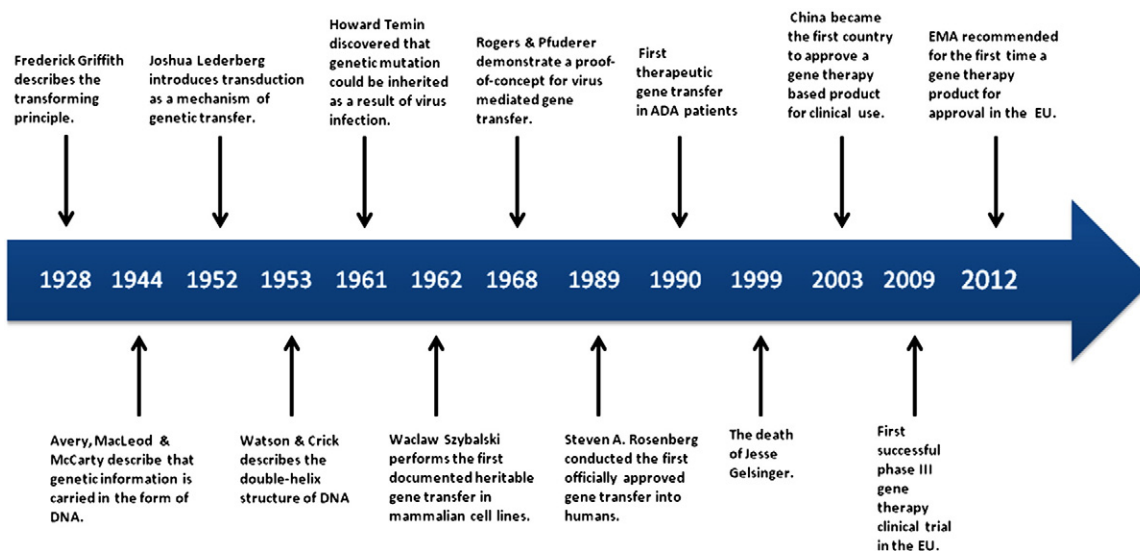 Frederick Griffith
describes the
transforming
principle.
Joshua Lederberg
introduces transduction
as a mechanism of
genetic transfer.
Howard Temin
discovered that
genetic mutation
could be inherited
as a result of virus
infection.
Rogers & Pfuderer
demonstrate a proof-
of-concept for virus
mediated gene
transfer.
First
therapeutic
gene transfer
in ADA patients
China became
the first country
to approve a
gene therapy
based product
for clinical use.
EMA recommended
for the first time a
gene therapy
product for
approval in the EU.
1928 1944 1952 1953 1961 1962 1968 1989 1990 1999 2003 2009 2012
Avery, MacLeod &
McCarty describe that
genetic information is
carried in the form of
DNA.
Watson & Crick
describes the
double-helix
structure of DNA
Waclaw Szybalski
performs the first
documented heritable
gene transfer in
mammalian cell lines.
Steven A. Rosenberg
conducted the first
officially approved
gene transfer into
humans.
The death
of Jesse
Gelsinger.
First
successful
phase III
gene
therapy
clinical trial
in the EU.